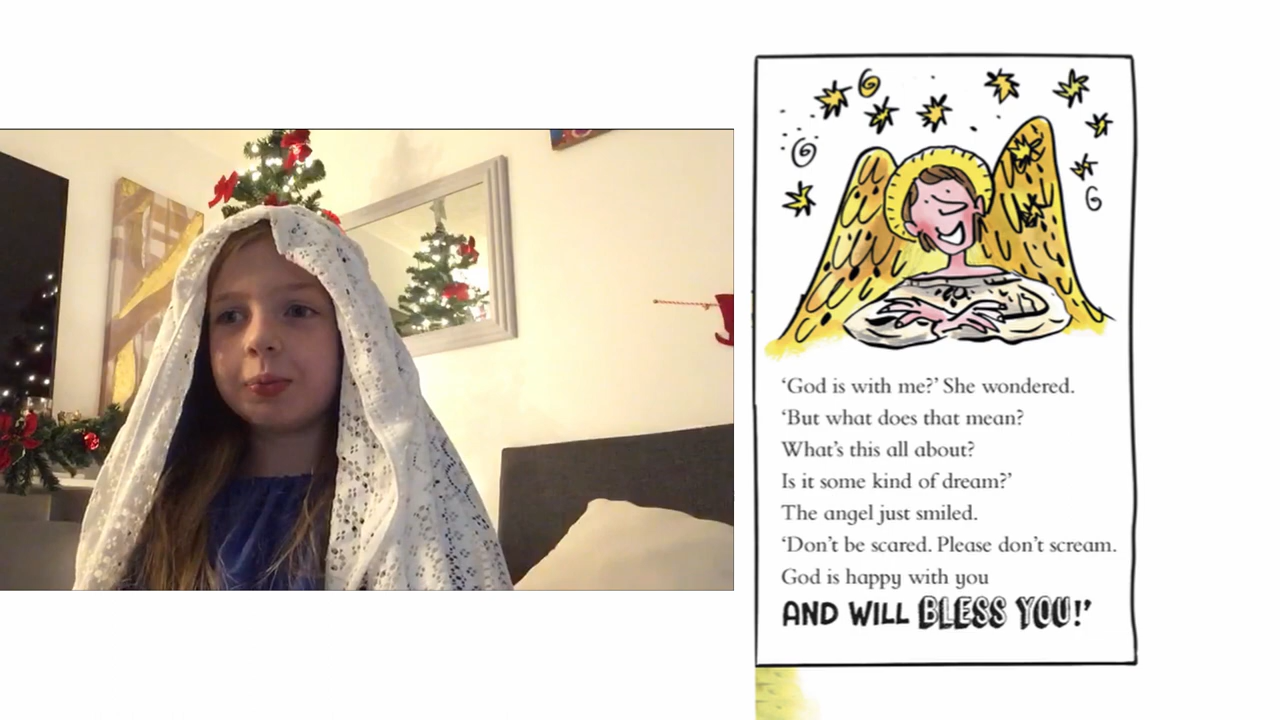 ‘God is with me?’ She wondered.
‘But what does that mean?
What’s this all about?
Is it some kind of dream?’
The angel just smiled.
‘Don’t be scared. Please don’t scream.
God is happy with you
AND WILL BLESS YOU!’